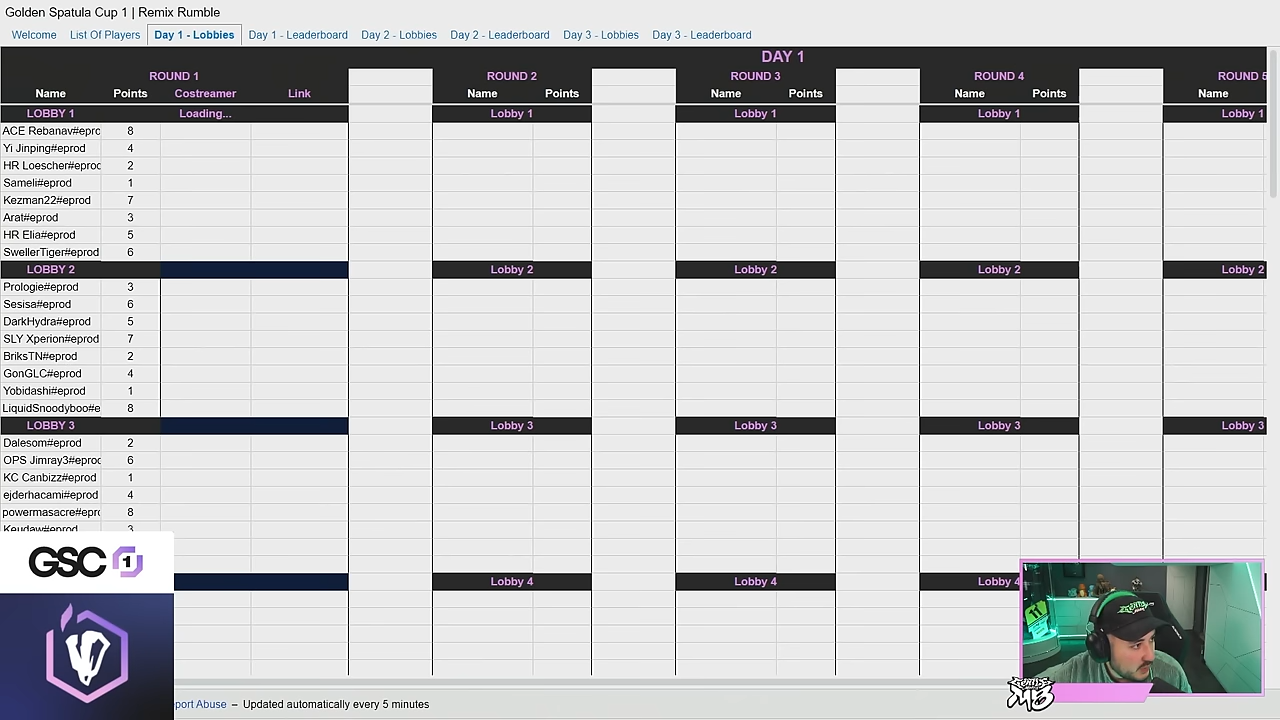 Golden Spatula Cup 1 | Remix Rumble
Welcome List Of Players Day 1 - Lobbies Day 1 - Leaderboard Day 2 - Lobbies Day 2 - Leaderboard Day 3 - Lobbies Day 3 - Leaderboard
DAY 1
ROUND 1 ROUND 2 ROUND 3 ROUND 4 ROUND 5
Name Points Costreamer Link Name Points Name Points Name Points Name
LOBBY 1 Loading... Lobby 1 Lobby 1 Lobby 1 Lobby 1
ACE Rebanav#eprc 8
Yi Jinping#eprod 4
HR Loescher#eproc 2
Sameli#eprod 1
Kezman22#eprod 7
Arat#eprod 3
HR Elia#eprod 5
SwellerTiger#eprod 6
LOBBY 2 Lobby 2 Lobby 2 Lobby 2 Lobby 2
Prologie#eprod 3
Sesisa#eprod 6
DarkHydra#eprod 5
SLY Xperion#eprod 7
BriksTN#eprod 2
GonGLC#eprod 4
Yobidashi#eprod 1
LiquidSnoodyboo#e 8
LOBBY 3 Lobby 3 Lobby 3 Lobby 3 Lobby 3
Dalesom#eprod 2
OPS Jimray3#eproc 6
KC Canbizz#eprod 1
ejderhacami#eprod 4
powermasacre#eprc 8
Keudaw#eprod 3
GSC 1
Lobby 4 Lobby 4 Lobby 4
port Abuse – Updated automatically every 5 minutes
M3